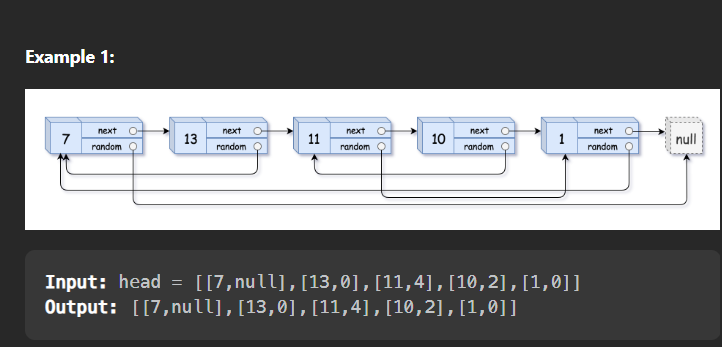 Example 1:
7 next 13 next 11 next 10 next 1 next null
random random random random random
Input: head = [[7,null],[13,0],[11,4],[10,2],[1,0]]
Output: [[7,null],[13,0],[11,4],[10,2],[1,0]]